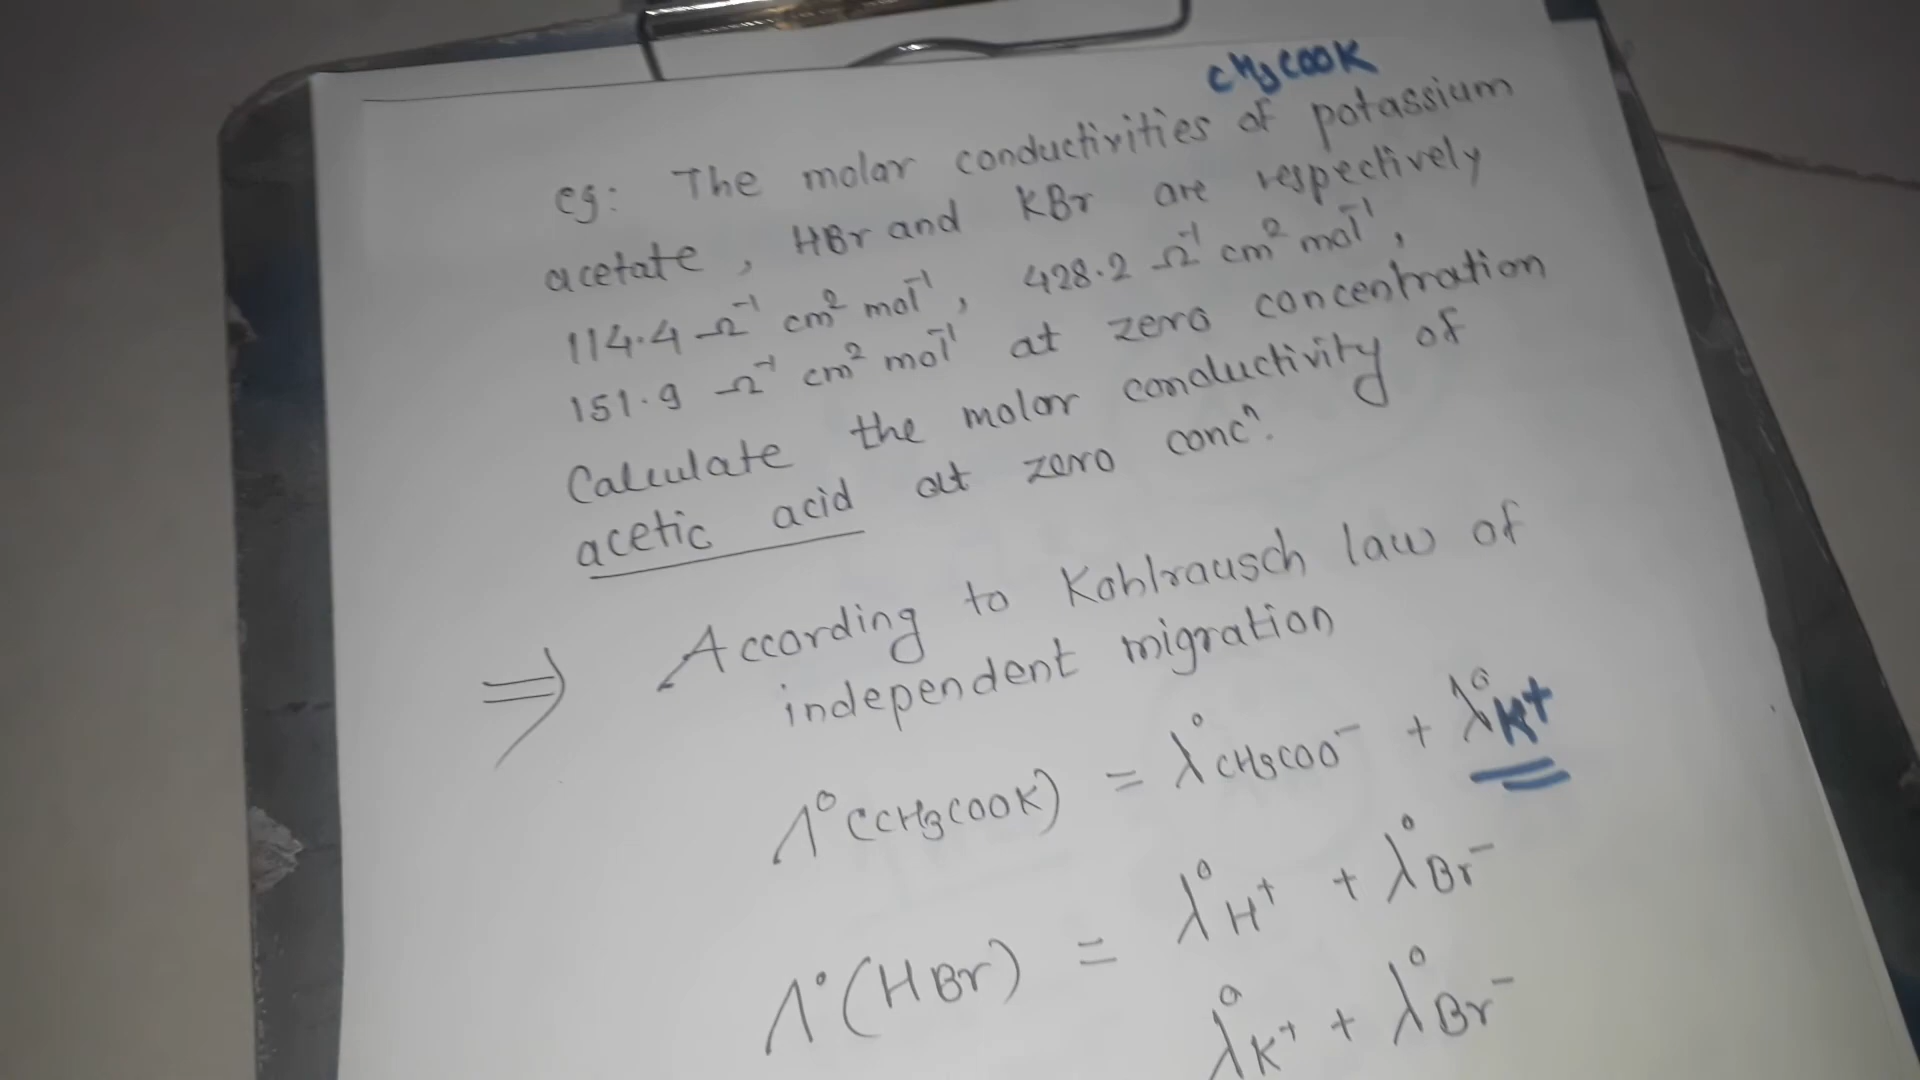 CH3COOK
eg: The molar conductivities of potassium
acetate, HBr and KBr are respectively
114.4 Ω⁻¹ cm² mol⁻¹, 428.2 Ω⁻¹ cm² mol⁻¹,
151.9 Ω⁻¹ cm² mol⁻¹ at zero concentration
Calculate the molar conductivity of
acetic acid at zero concⁿ.
⇒ According to Kohlrausch law of
independent migration
Λ°(CH3COOK) = λ°CH3COO⁻ + λ°K+
Λ°(HBr) = λ°H⁺ + λ°Br⁻
λ°K⁺ + λ°Br⁻